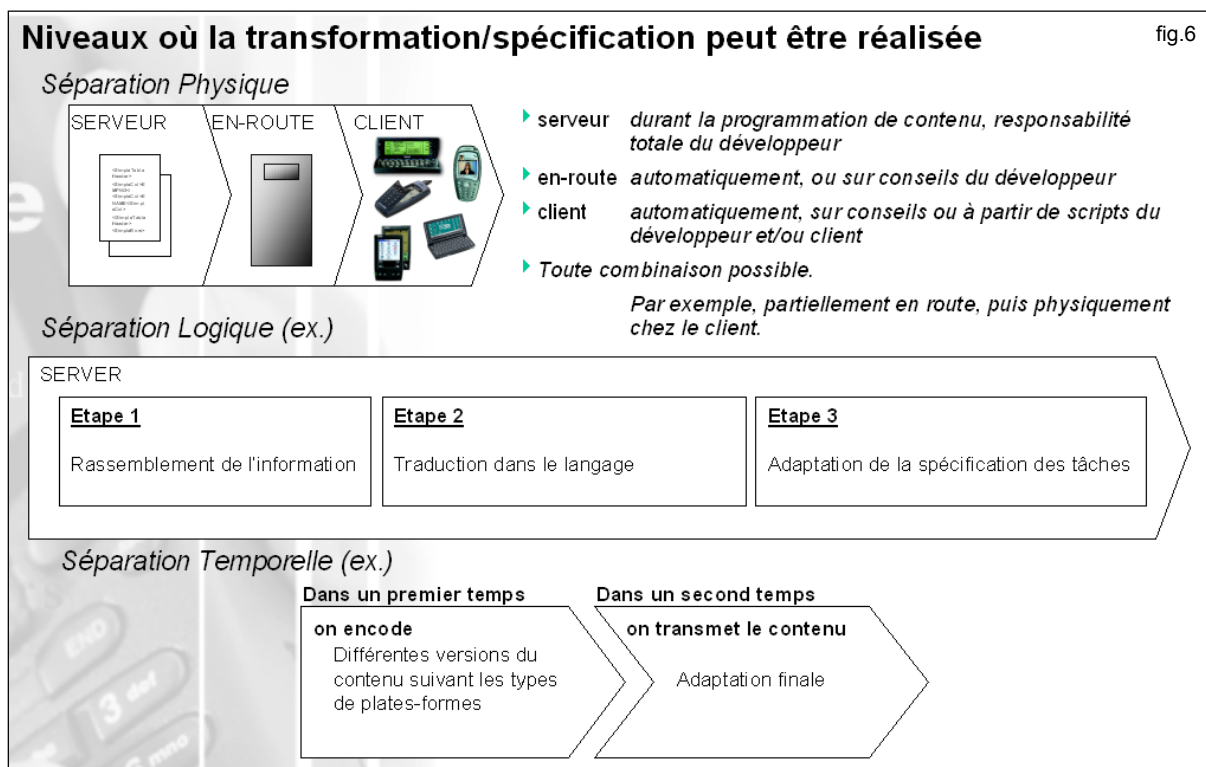 Niveaux où la transformation/spécification peut être réalisée
fig.6
Séparation Physique
SERVEUR
EN-ROUTE
CLIENT
serveur durant la programmation de contenu, responsabilité
totale du développeur
en-route automatiquement, ou sur conseils du développeur
client automatiquement, sur conseils ou à partir de scripts du
développeur et/ou client
Toute combinaison possible.
Par exemple, partiellement en route, puis physiquement
chez le client.
Séparation Logique (ex.)
SERVER
Etape 1
Rassemblement de l'information
Etape 2
Traduction dans le langage
Etape 3
Adaptation de la spécification des tâches
Séparation Temporelle (ex.)
Dans un premier temps
on encode
Différentes versions du
contenu suivant les types
de plates-formes
Dans un second temps
on transmet le contenu
Adaptation finale
END
3 def
mno